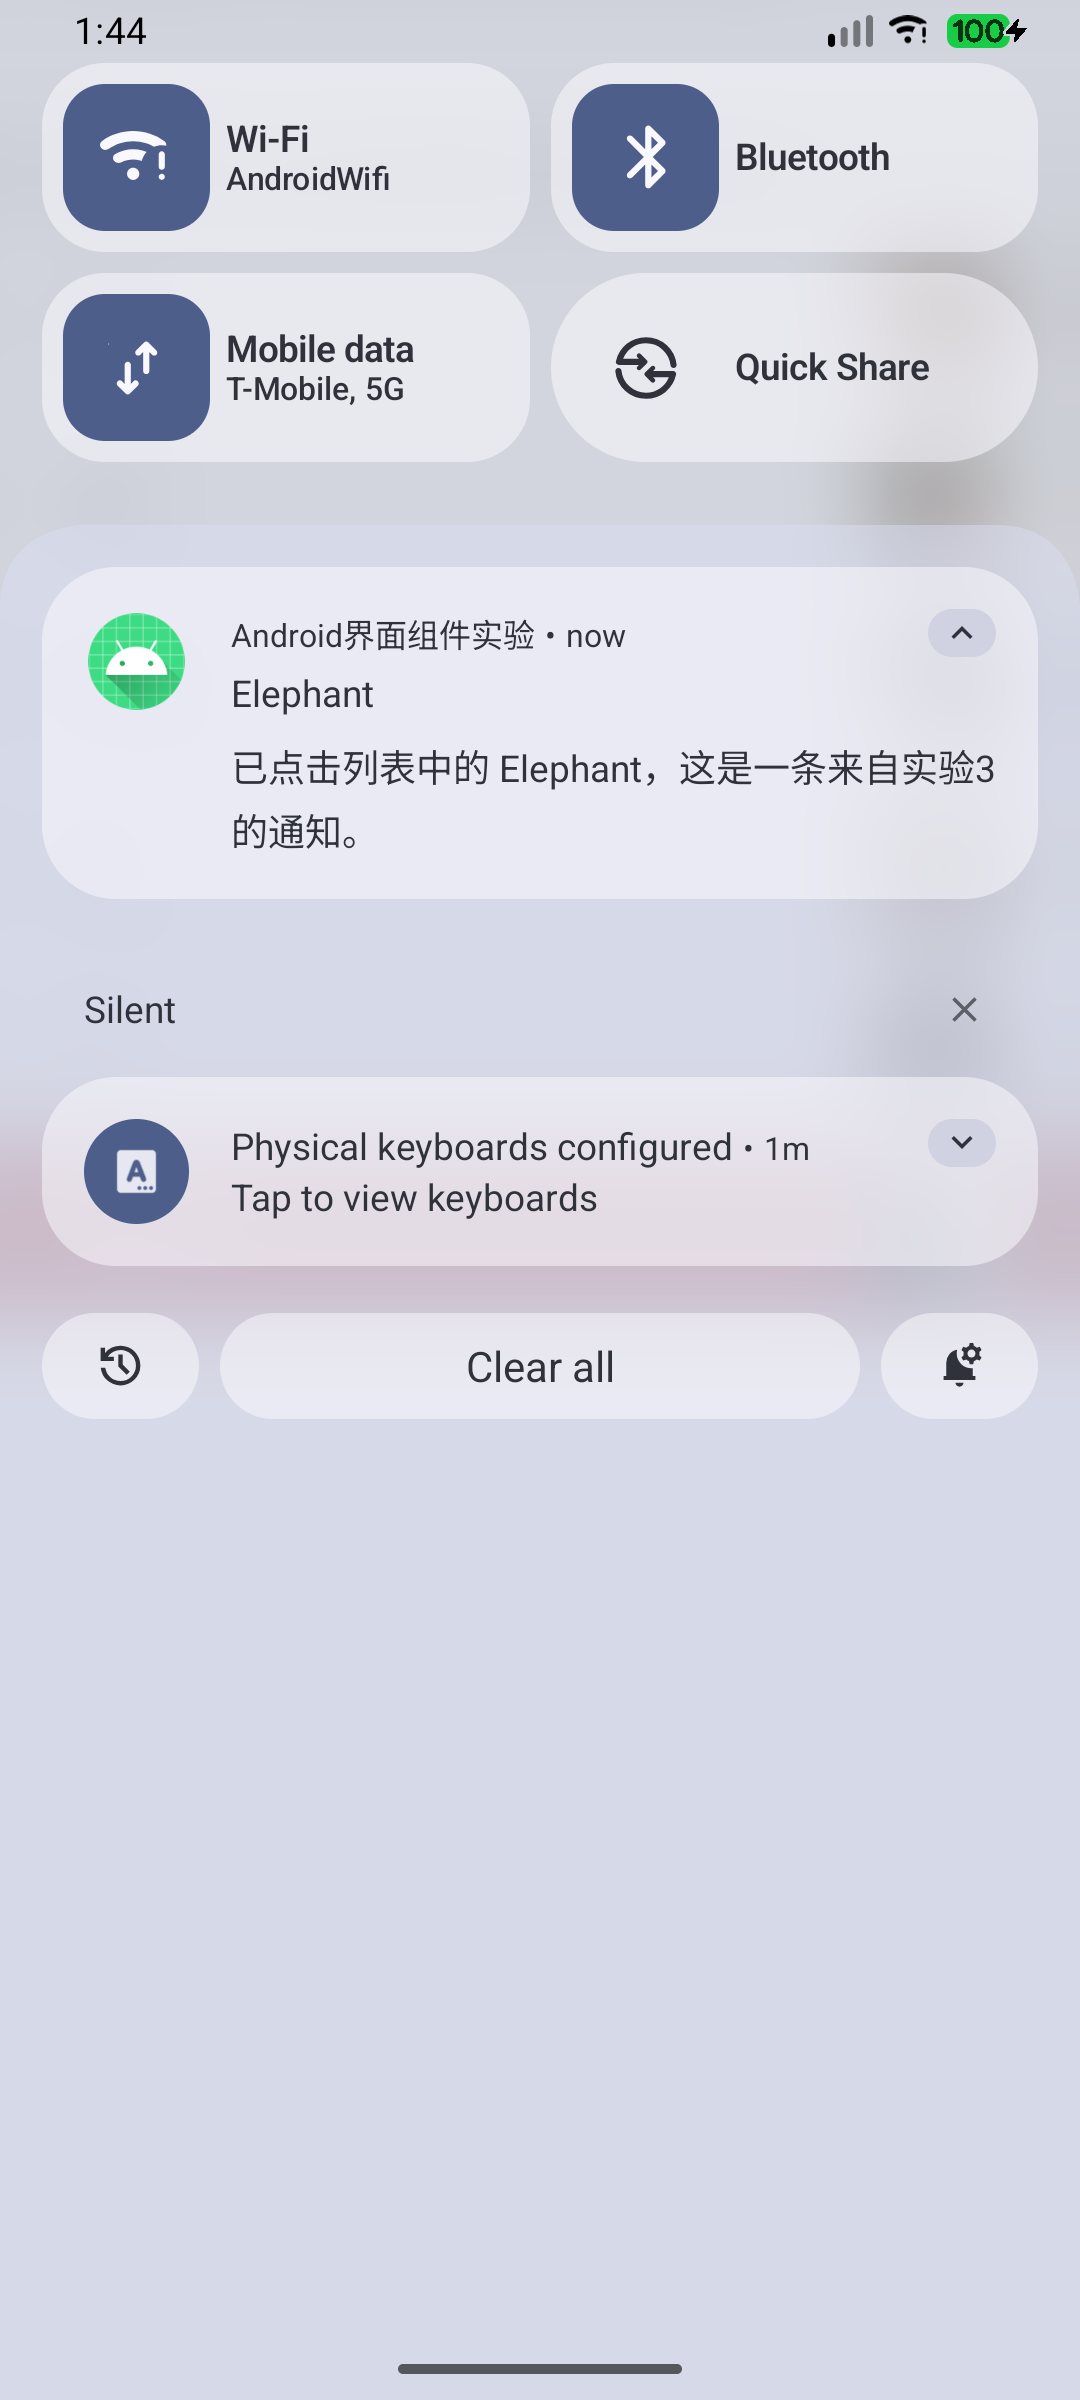 1:44
100
Wi-Fi
AndroidWifi
Bluetooth
Mobile data
T-Mobile, 5G
Quick Share
Android界面组件实验 • now
Elephant
已点击列表中的 Elephant，这是一条来自实验3
的通知。
Silent
Physical keyboards configured • 1m
Tap to view keyboards
Clear all